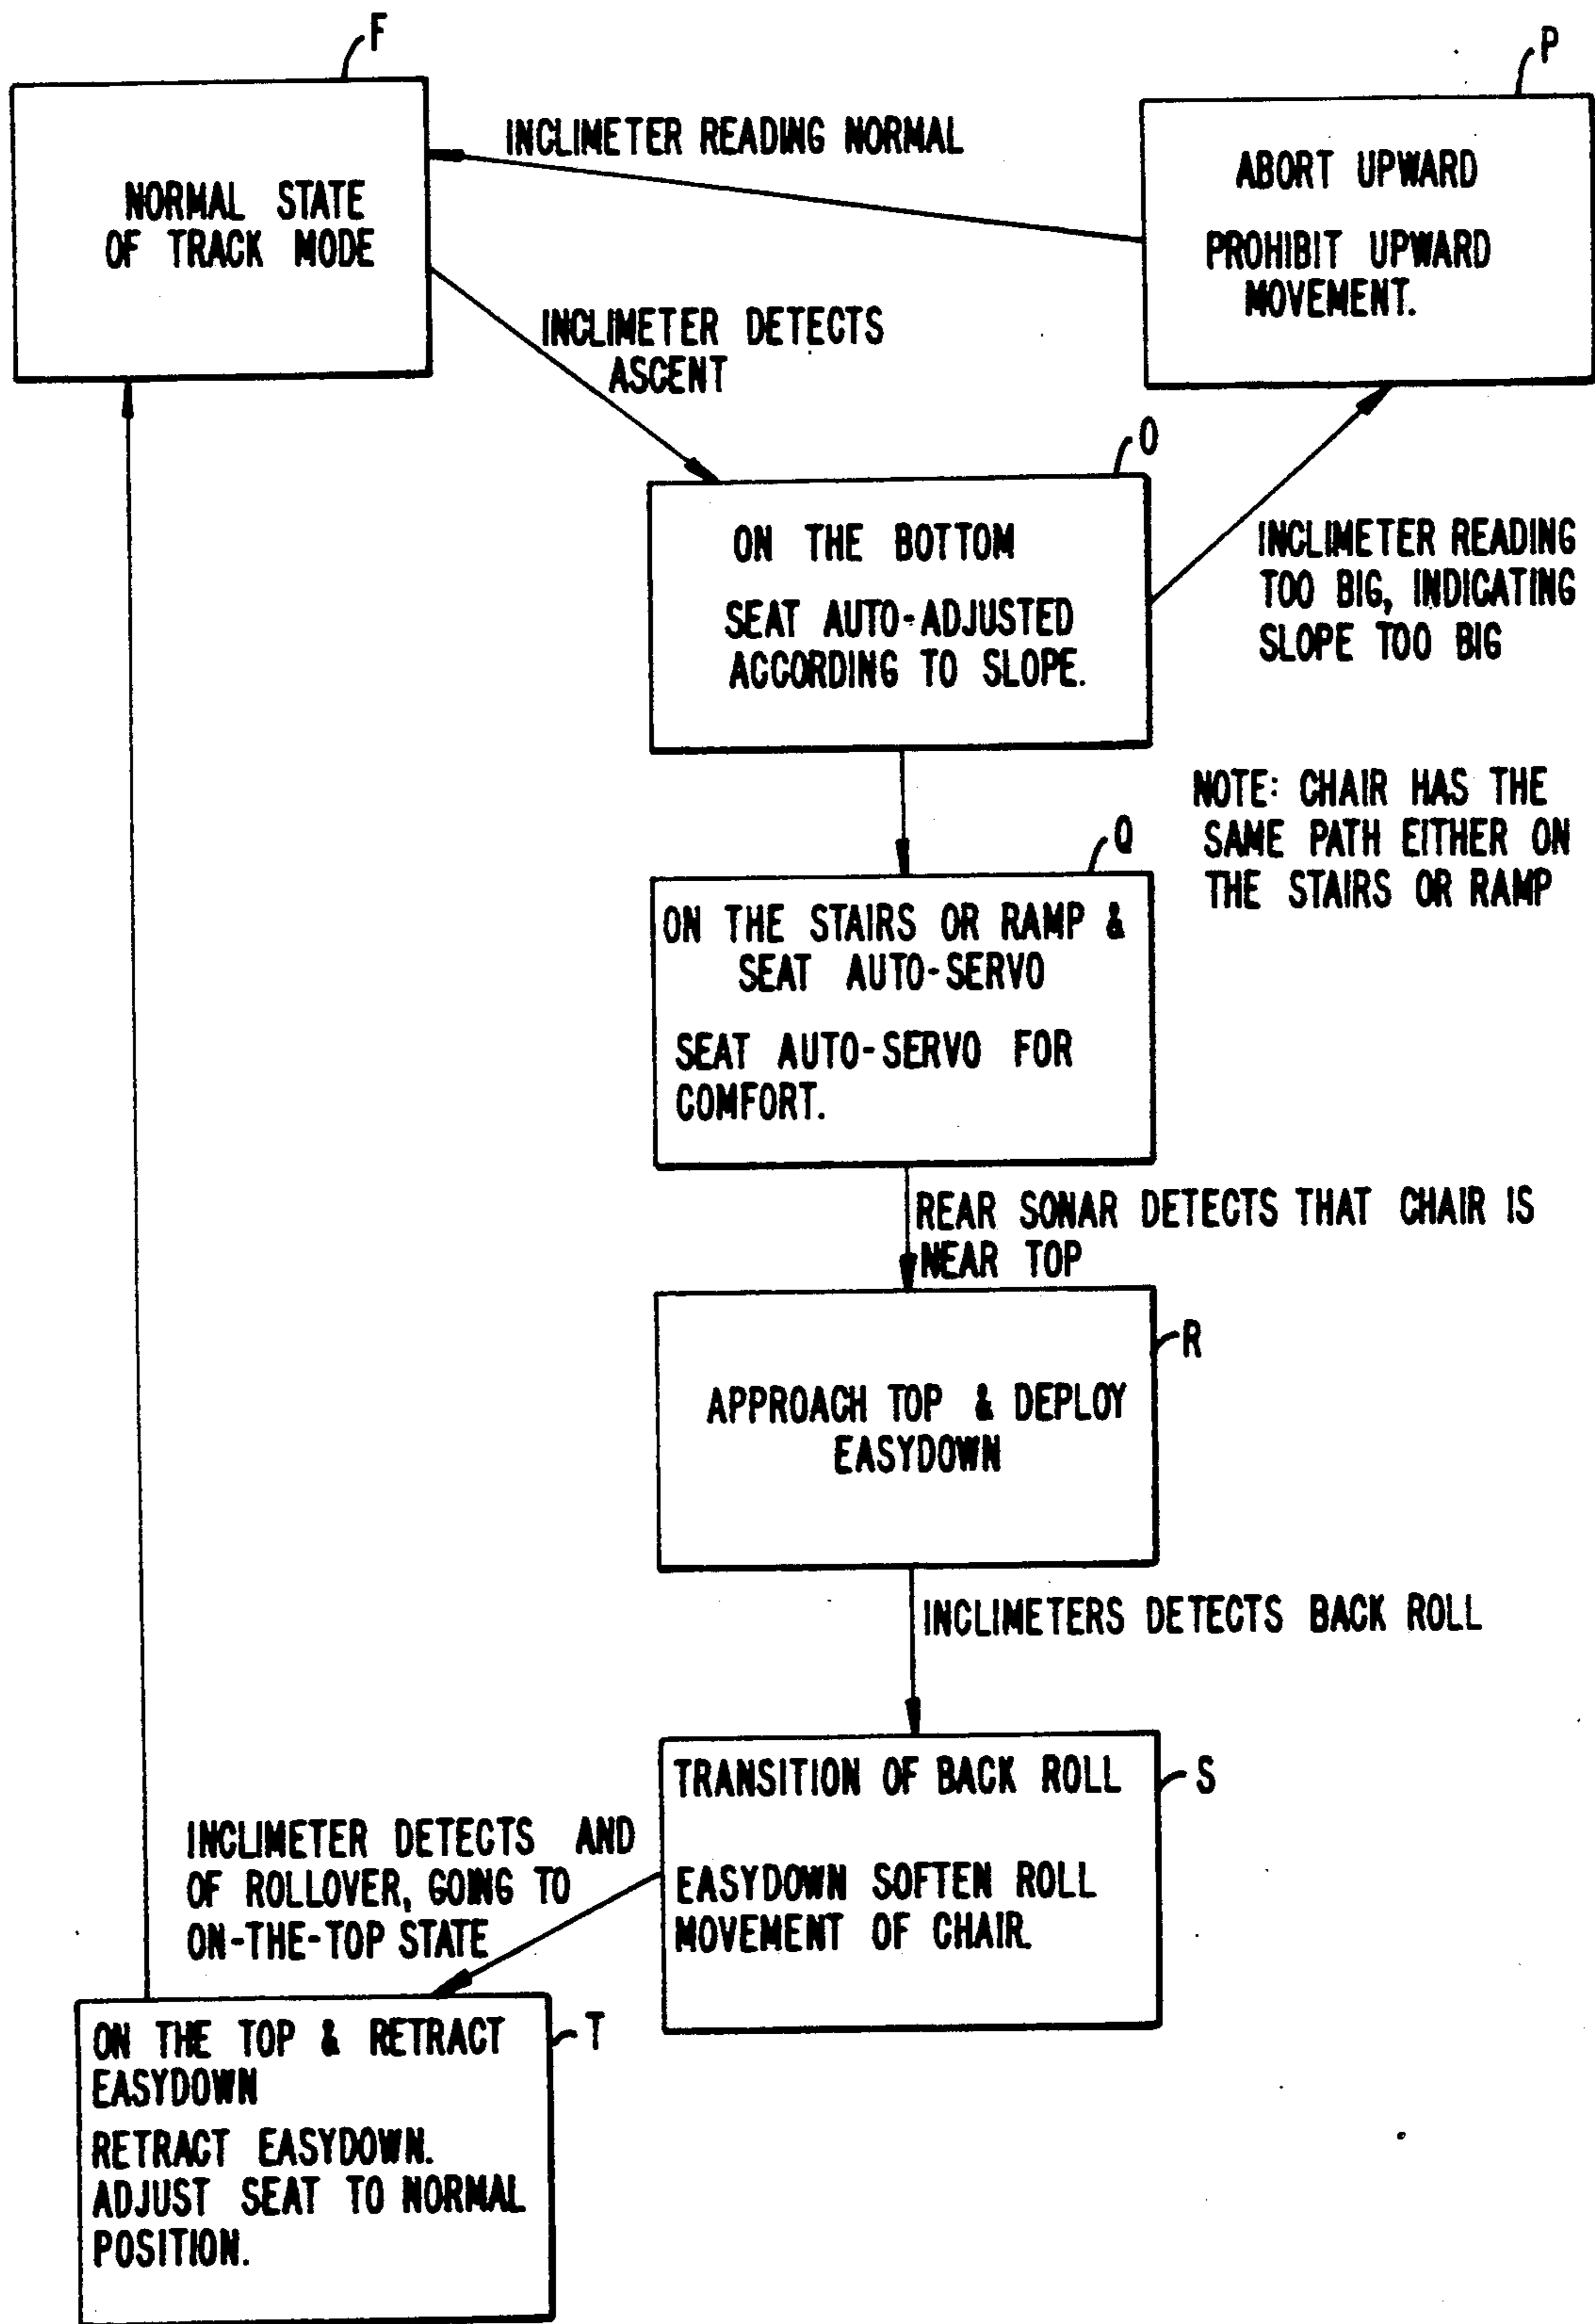 F
NORMAL STATE
OF TRACK MODE
P
ABORT UPWARD
PROHIBIT UPWARD
MOVEMENT.
INCLIMETER READING NORMAL
INCLIMETER DETECTS
ASCENT
O
ON THE BOTTOM
SEAT AUTO-ADJUSTED
ACCORDING TO SLOPE.
INCLIMETER READING
TOO BIG, INDICATING
SLOPE TOO BIG
NOTE: CHAIR HAS THE
SAME PATH EITHER ON
THE STAIRS OR RAMP
Q
ON THE STAIRS OR RAMP &
SEAT AUTO-SERVO
SEAT AUTO-SERVO FOR
COMFORT.
REAR SONAR DETECTS THAT CHAIR IS
NEAR TOP
R
APPROACH TOP & DEPLOY
EASYDOWN
INCLIMETERS DETECTS BACK ROLL
S
TRANSITION OF BACK ROLL
EASYDOWN SOFTEN ROLL
MOVEMENT OF CHAIR.
INCLIMETER DETECTS AND
OF ROLLOVER, GOING TO
ON-THE-TOP STATE
T
ON THE TOP & RETRACT
EASYDOWN
RETRACT EASYDOWN.
ADJUST SEAT TO NORMAL
POSITION.